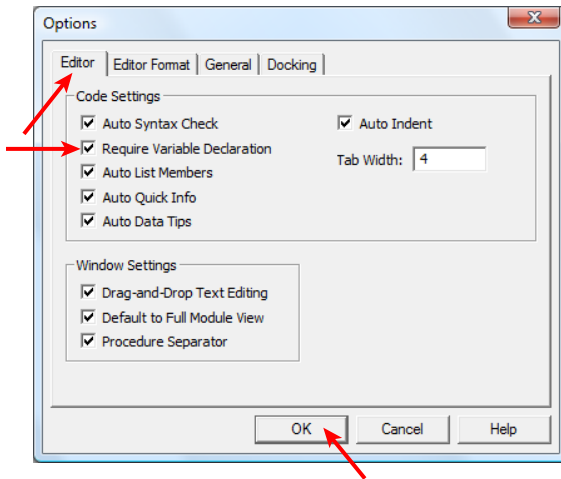 Options
Editor Editor Format General Docking
Code Settings
Auto Syntax Check Auto Indent
Require Variable Declaration
Tab Width: 4
Auto List Members
Auto Quick Info
Auto Data Tips
Window Settings
Drag-and-Drop Text Editing
Default to Full Module View
Procedure Separator
OK Cancel Help